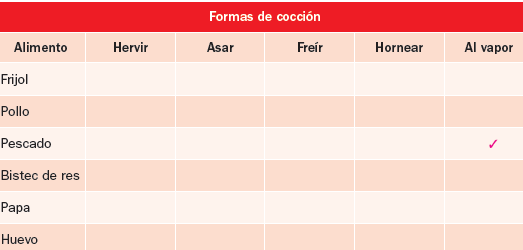 Formas de cocción
Alimento Hervir Asar Freír Hornear Al vapor
Frijol
Pollo
Pescado ✓
Bistec de res
Papa
Huevo